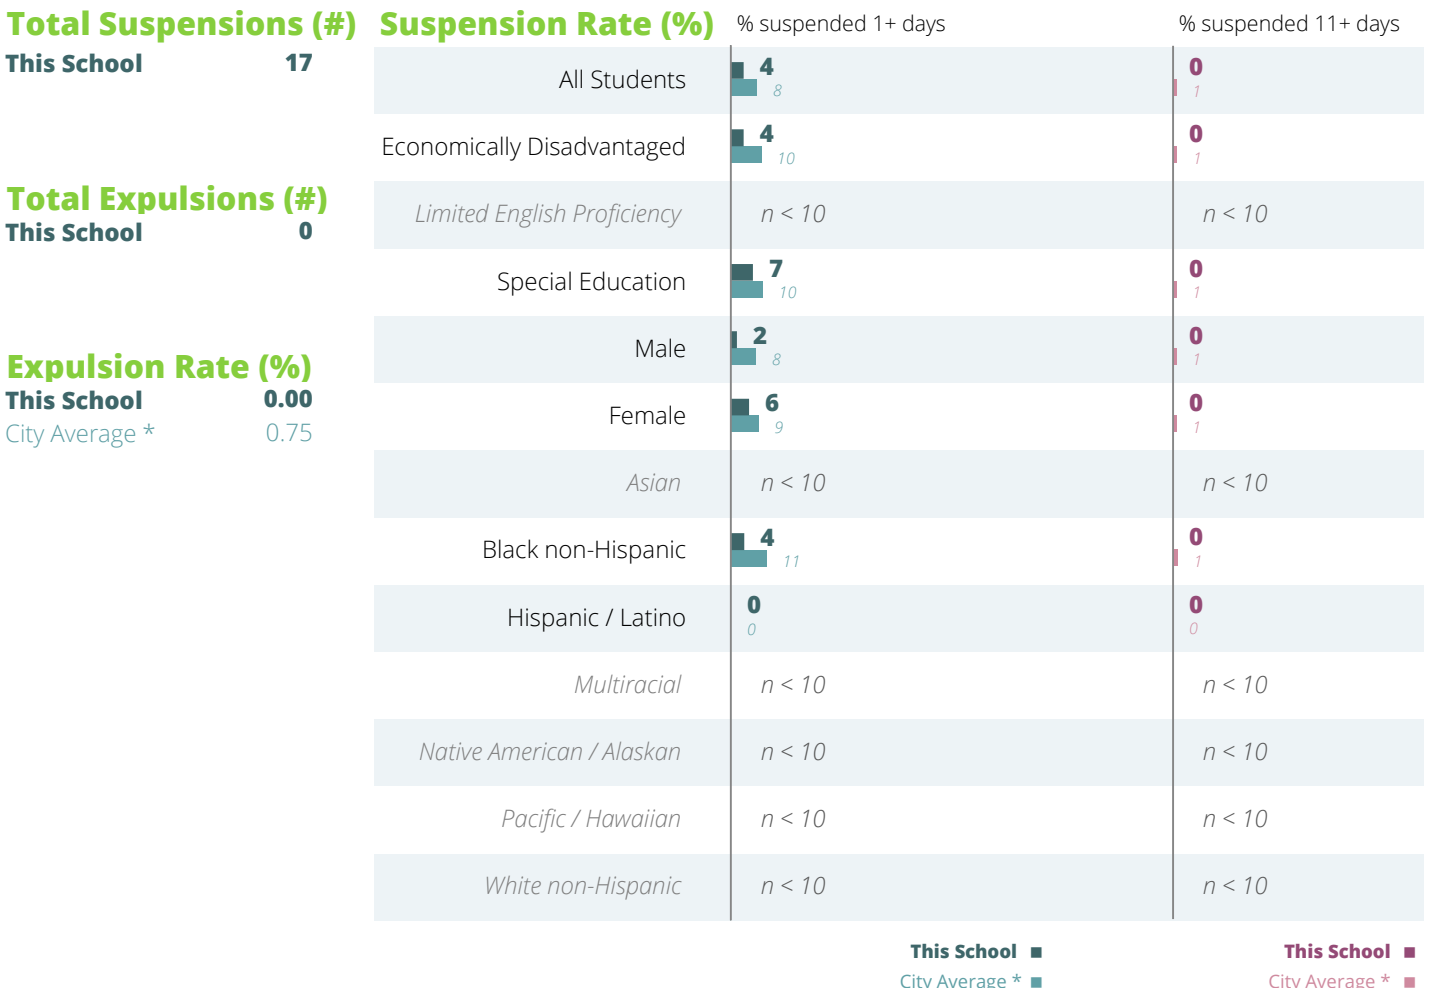 Total Suspensions (#)
This School 17
Total Expulsions (#)
This School 0
Expulsion Rate (%)
This School 0.00
City Average * 0.75
Suspension Rate (%) % suspended 1+ days % suspended 11+ days
All Students 4 0
8 1
Economically Disadvantaged 4 0
10 1
Limited English Proficiency n < 10 n < 10
Special Education 7 0
10 1
Male 2 0
8 1
Female 6 0
9 1
Asian n < 10 n < 10
Black non-Hispanic 4 0
11 1
Hispanic / Latino 0 0
0 0
Multiracial n < 10 n < 10
Native American / Alaskan n < 10 n < 10
Pacific / Hawaiian n < 10 n < 10
White non-Hispanic n < 10 n < 10
This School This School
City Average * City Average *